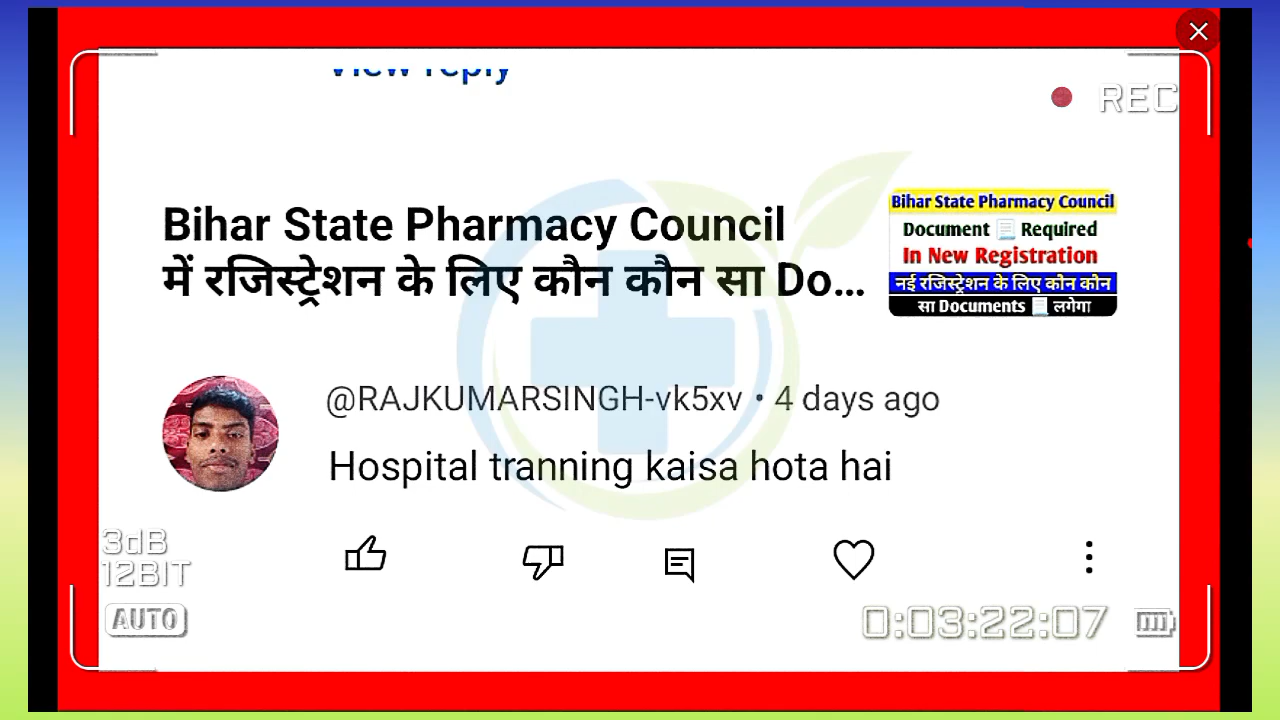 View reply
REC
Bihar State Pharmacy Council
में रजिस्ट्रेशन के लिए कौन कौन सा Do...
Bihar State Pharmacy Council
Document 📃 Required
In New Registration
नई रजिस्ट्रेशन के लिए कौन कौन
सा Documents 📃 लगेगा
@RAJKUMARSINGH-vk5xv • 4 days ago
Hospital tranning kaisa hota hai
3dB
12BIT
AUTO
0:03:22:07